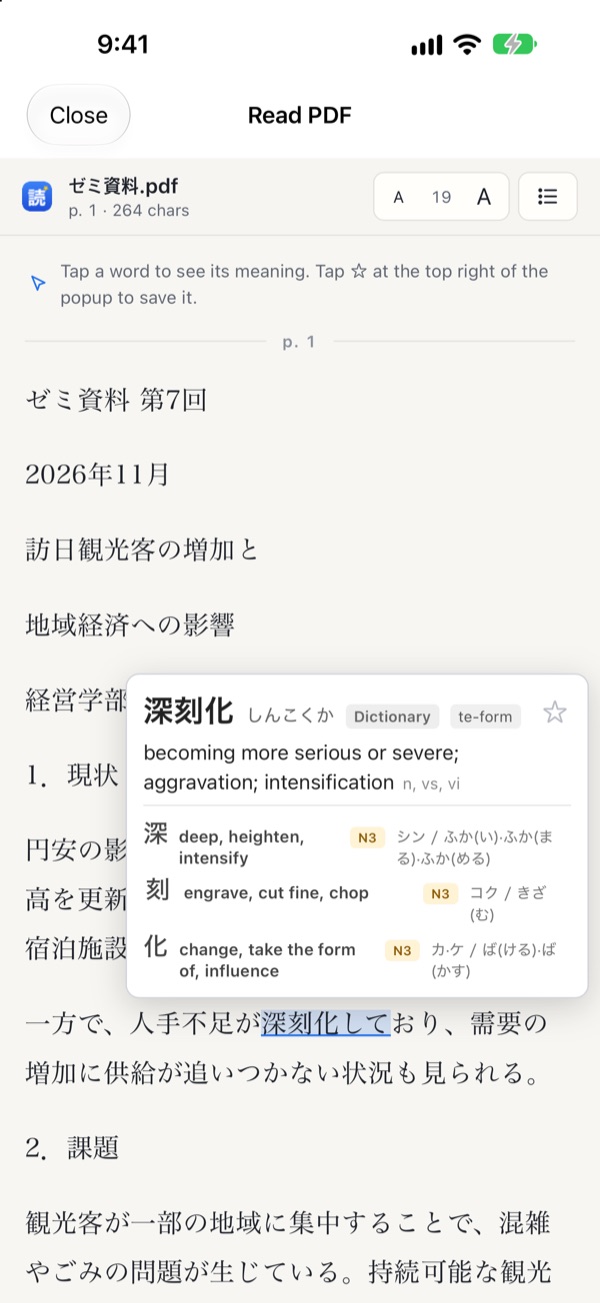 9:41
Close
Read PDF
読
ゼミ資料.pdf
p. 1 · 264 chars
A 19 A
Tap a word to see its meaning. Tap ☆ at the top right of the
popup to save it.
p. 1
ゼミ資料 第7回
2026年11月
訪日観光客の増加と
地域経済への影響
経営学部
1. 現状
円安の影
高を更新
宿泊施設
深刻化 しんこくか Dictionary te-form ☆
becoming more serious or severe;
aggravation; intensification n, vs, vi
深 deep, heighten, intensify N3 シン / ふか(い)·ふか(まる)·ふか(める)
刻 engrave, cut fine, chop N3 コク / きざ(む)
化 change, take the form of, influence N3 カ·ケ / ば(ける)·ば(かす)
一方で、人手不足が深刻化しており、需要の
増加に供給が追いつかない状況も見られる。
2. 課題
観光客が一部の地域に集中することで、混雑
やごみの問題が生じている。持続可能な観光